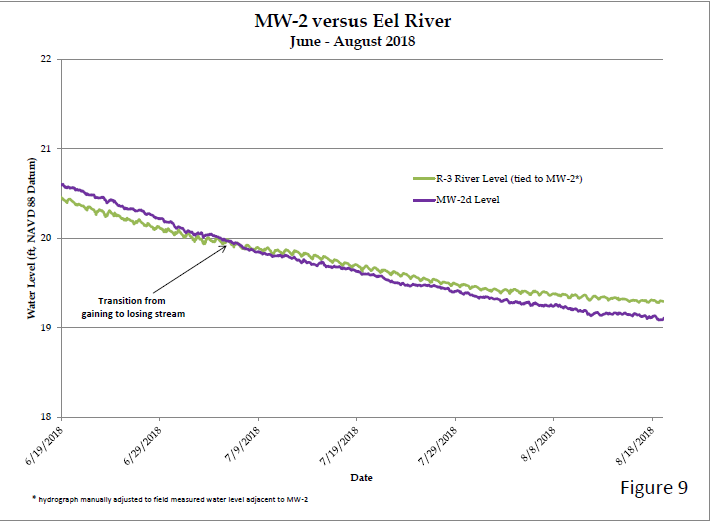 MW-2 versus Eel River
June - August 2018
22
21
20
19
18
Water Level (ft. NAVD 88 Datum)
R-3 River Level (tied to MW-2*)
MW-2d Level
Transition from
gaining to losing stream
6/19/2018
6/29/2018
7/9/2018
7/19/2018
7/29/2018
8/8/2018
8/18/2018
Date
* hydrograph manually adjusted to field measured water level adjacent to MW-2
Figure 9